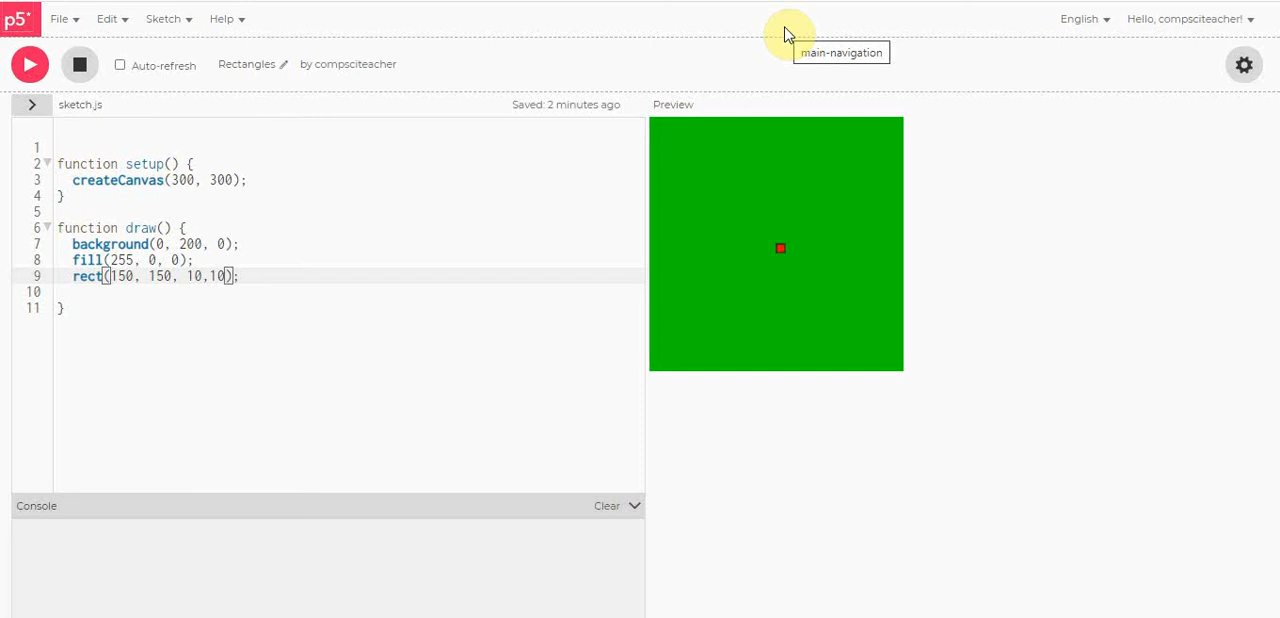 p5* File Edit Sketch Help English Hello, compsciteacher!
main-navigation
Auto-refresh Rectangles by compsciteacher
sketch.js Saved: 2 minutes ago Preview
1
2 function setup() {
3 createCanvas(300, 300);
4 }
5
6 function draw() {
7 background(0, 200, 0);
8 fill(255, 0, 0);
9 rect(150, 150, 10,10);
10
11 }
Console Clear